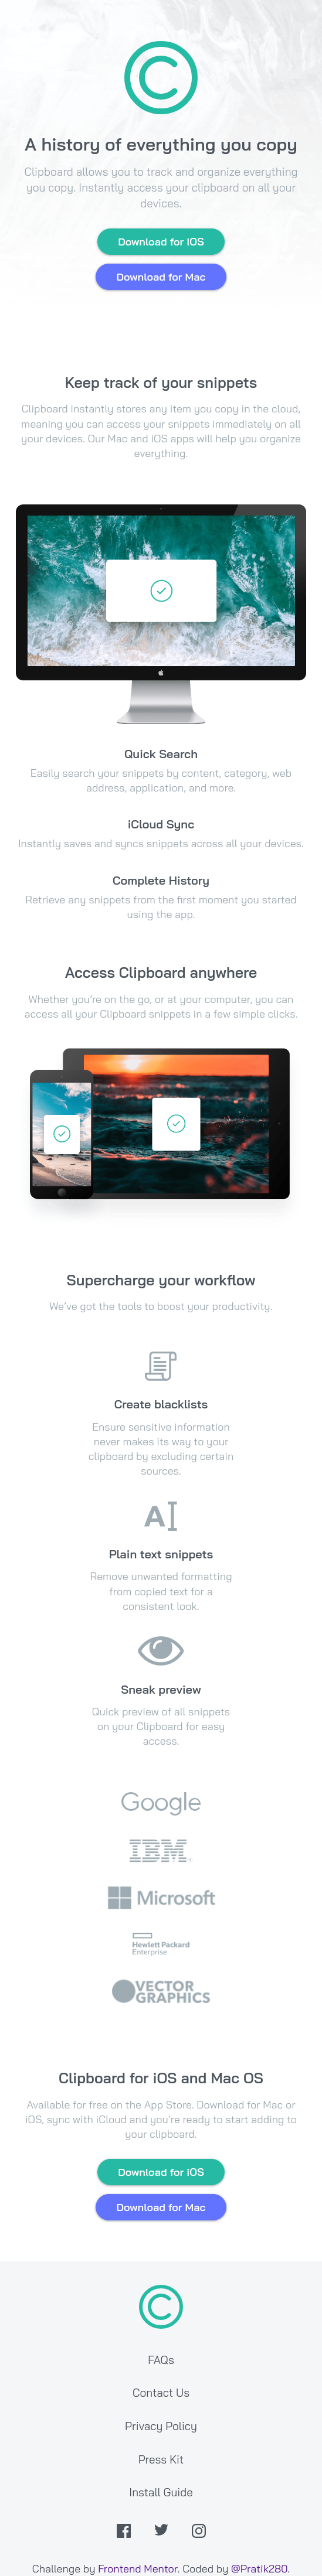 A history of everything you copy
Clipboard allows you to track and organize everything
you copy. Instantly access your clipboard on all your
devices.
Download for IOS
Download for Mac
Keep track of your snippets
Clipboard instantly stores any item you copy in the cloud,
meaning you can access your snippets immediately on all
your devices. Our Mac and iOS apps will help you organize
everything.
Quick Search
Easily search your snippets by content, category, web
address, application, and more.
iCloud Sync
Instantly saves and syncs snippets across all your devices.
Complete History
Retrieve any snippets from the first moment you started
using the app.
Access Clipboard anywhere
Whether you're on the go, or at your computer, you can
access all your Clipboard snippets in a few simple clicks.
Supercharge your workflow
We've got the tools to boost your productivity.
Create blacklists
Ensure sensitive information
never makes its way to your
clipboard by excluding certain
sources.
A
Plain text snippets
Remove unwanted formatting
from copied text for a
consistent look.
Sneak preview
Quick preview of all snippets
on your Clipboard for easy
access.
Google
IBM
Microsoft
Hewlett Packard
Enterprise
VECTOR
GRAPHICS
Clipboard for iOS and Mac OS
Available for free on the App Store. Download for Mac or
iOS, sync with iCloud and you're ready to start adding to
your clipboard.
Download for iOS
Download for Mac
FAQs
Contact Us
Privacy Policy
Press Kit
Install Guide
Challenge by Frontend Mentor. Coded by @Pratik280.